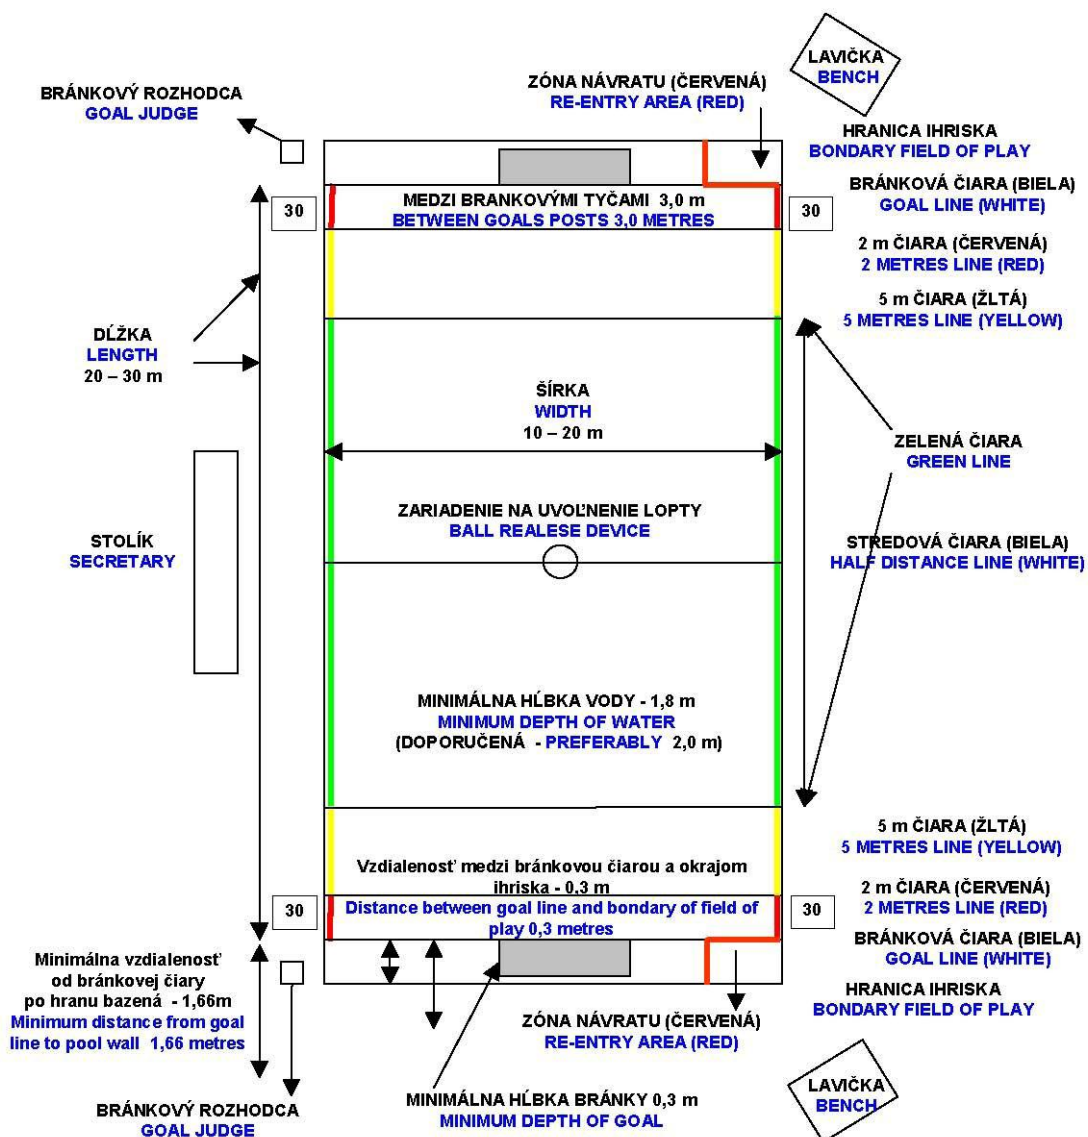 LAVIČKA
BENCH
ZÓNA NÁVRATU (ČERVENÁ)
RE-ENTRY AREA (RED)
BRÁNKOVÝ ROZHODCA
GOAL JUDGE
HRANICA IHRISKA
BONDARY FIELD OF PLAY
BRÁNKOVÁ ČIARA (BIELA)
GOAL LINE (WHITE)
30
MEDZI BRANKOVÝMI TYČAMI 3,0 m
BETWEEN GOALS POSTS 3,0 METRES
30
2 m ČIARA (ČERVENÁ)
2 METRES LINE (RED)
5 m ČIARA (ŽLTÁ)
5 METRES LINE (YELLOW)
DĹŽKA
LENGTH
20 – 30 m
ŠÍRKA
WIDTH
10 – 20 m
ZELENÁ ČIARA
GREEN LINE
ZARIADENIE NA UVOĽNENIE LOPTY
BALL REALESE DEVICE
STOLÍK
SECRETARY
STREDOVÁ ČIARA (BIELA)
HALF DISTANCE LINE (WHITE)
MINIMÁLNA HĹBKA VODY - 1,8 m
MINIMUM DEPTH OF WATER
(DOPORUČENÁ - PREFERABLY 2,0 m)
5 m ČIARA (ŽLTÁ)
5 METRES LINE (YELLOW)
Vzdialenosť medzi bránkovou čiarou a okrajom
ihriska - 0,3 m
30
Distance between goal line and bondary of field of
play 0,3 metres
30
2 m ČIARA (ČERVENÁ)
2 METRES LINE (RED)
BRÁNKOVÁ ČIARA (BIELA)
GOAL LINE (WHITE)
Minimálna vzdialenosť
od bránkovej čiary
po hranu bazená - 1,66m
Minimum distance from goal
line to pool wall 1,66 metres
HRANICA IHRISKA
BONDARY FIELD OF PLAY
ZÓNA NÁVRATU (ČERVENÁ)
RE-ENTRY AREA (RED)
BRÁNKOVÝ ROZHODCA
GOAL JUDGE
MINIMÁLNA HĹBKA BRÁNKY 0,3 m
MINIMUM DEPTH OF GOAL
LAVIČKA
BENCH